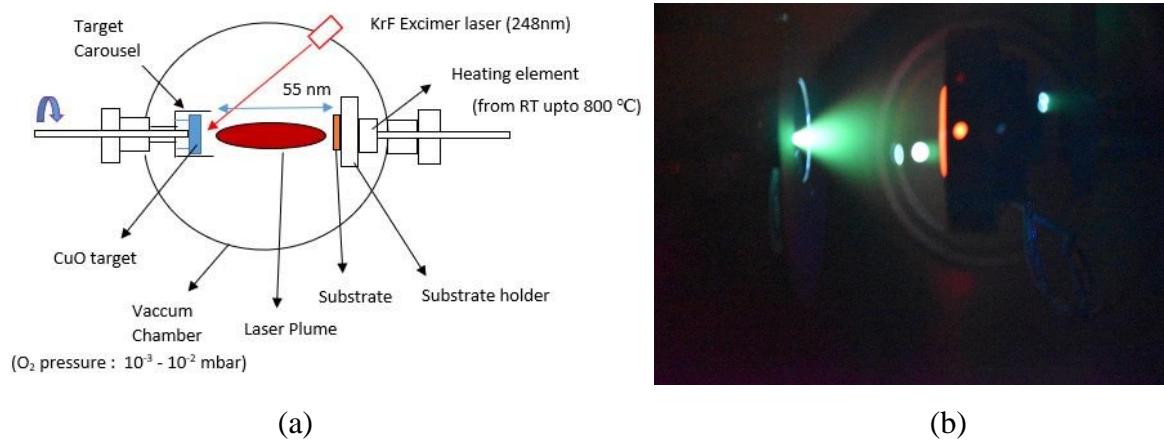 Target
Carousel
KrF Excimer laser (248nm)
55 nm
Heating element
(from RT upto 800 °C)
CuO target
Vaccum
Chamber
(O₂ pressure : 10⁻³ - 10⁻² mbar)
Laser Plume
Substrate
Substrate holder
(a)
(b)